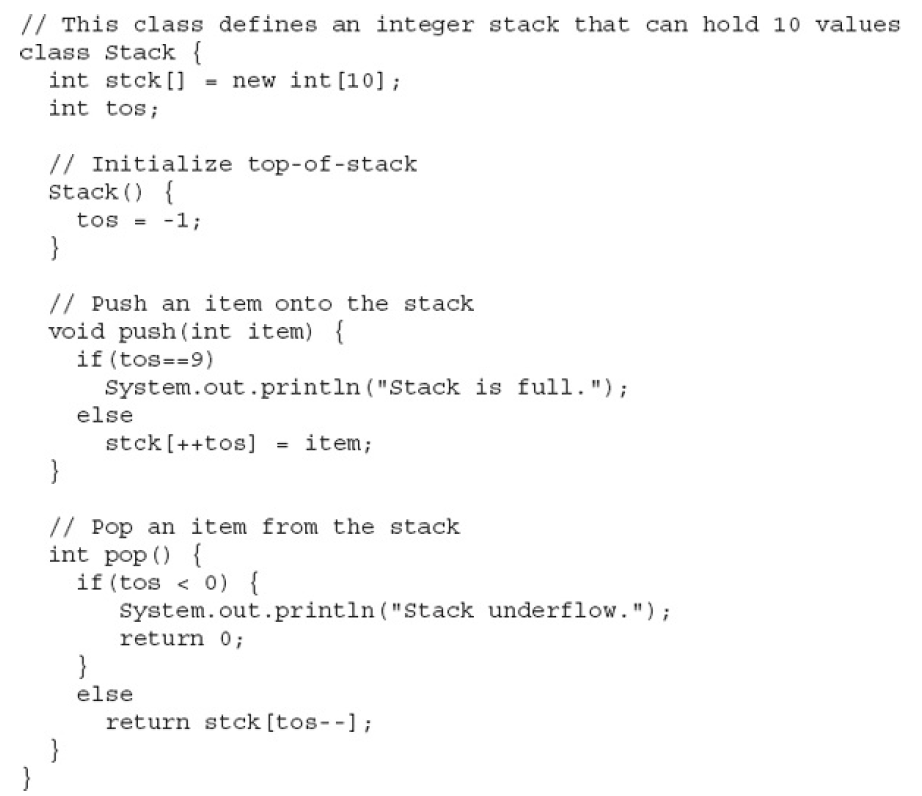 // This class defines an integer stack that can hold 10 values
class Stack {
  int stck[] = new int[10];
  int tos;

  // Initialize top-of-stack
  Stack() {
    tos = -1;
  }

  // Push an item onto the stack
  void push(int item) {
    if(tos==9)
      System.out.println("Stack is full.");
    else
      stck[++tos] = item;
  }

  // Pop an item from the stack
  int pop() {
    if(tos < 0) {
       System.out.println("Stack underflow.");
       return 0;
    }
    else
      return stck[tos--];
  }
}